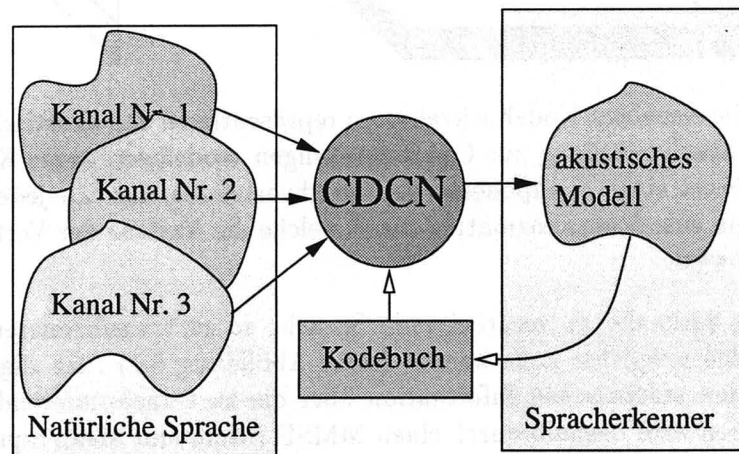 Kanal Nr. 1
Kanal Nr. 2
Kanal Nr. 3
Natürliche Sprache
CDCN
Kodebuch
akustisches
Modell
Spracherkenner